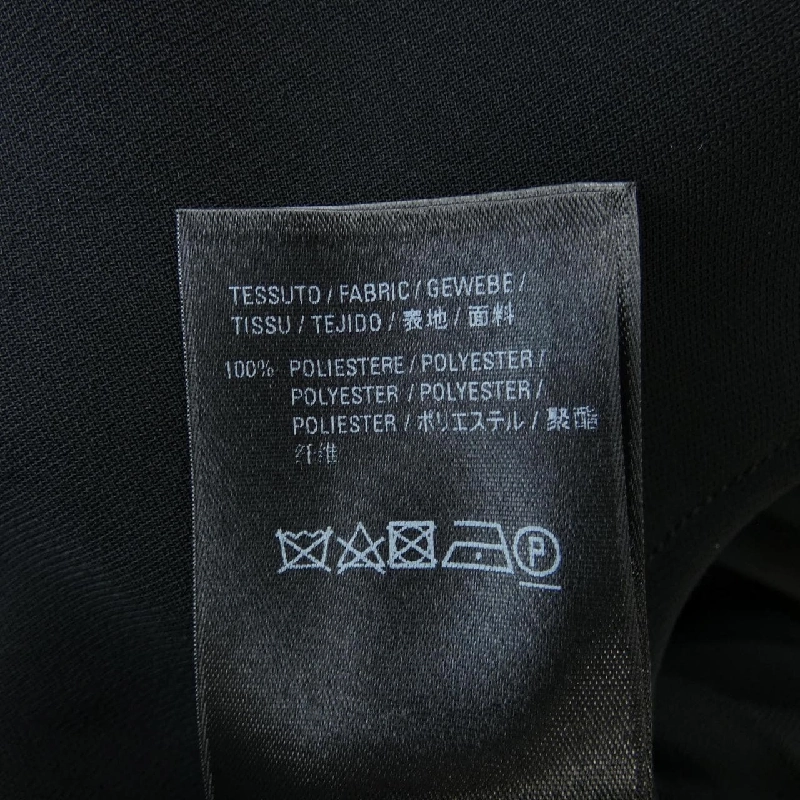 TESSUTO / FABRIC / GEWEBE /
TISSU / TEJIDO / 表地 / 面料
100% POLIESTERE / POLYESTER /
POLYESTER / POLYESTER /
POLIESTER / ポリエステル / 聚酯
纤维
P